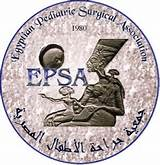 Egyptian Pediatric Surgical Association
1980
EPSA
جمعية جراحة الأطفال المصرية